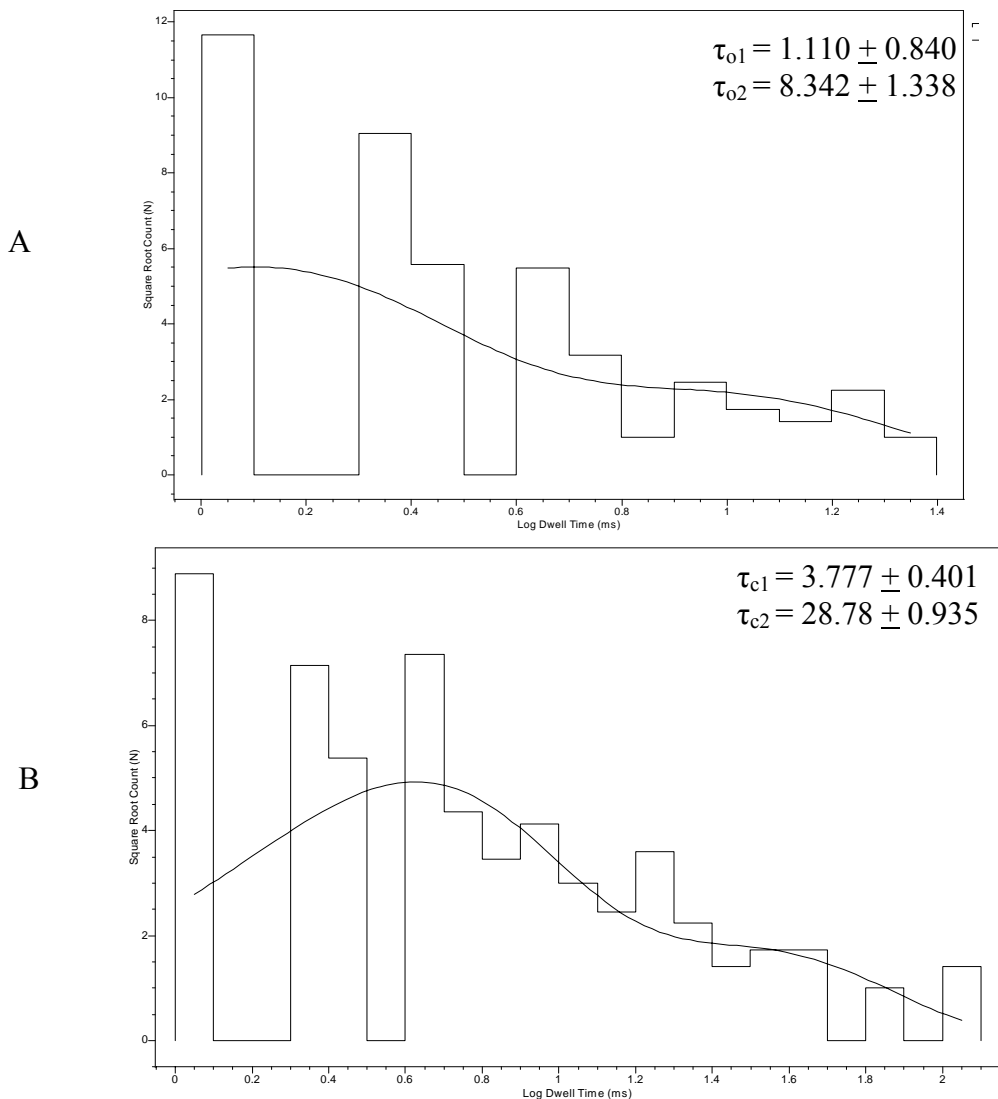 A
τo1 = 1.110 ± 0.840
τo2 = 8.342 ± 1.338
12
10
8
6
4
2
0
Square Root Count (N)
0 0.2 0.4 0.6 0.8 1 1.2 1.4
Log Dwell Time (ms)
B
τc1 = 3.777 ± 0.401
τc2 = 28.78 ± 0.935
8
6
4
2
0
Square Root Count (N)
0 0.2 0.4 0.6 0.8 1 1.2 1.4 1.6 1.8 2
Log Dwell Time (ms)